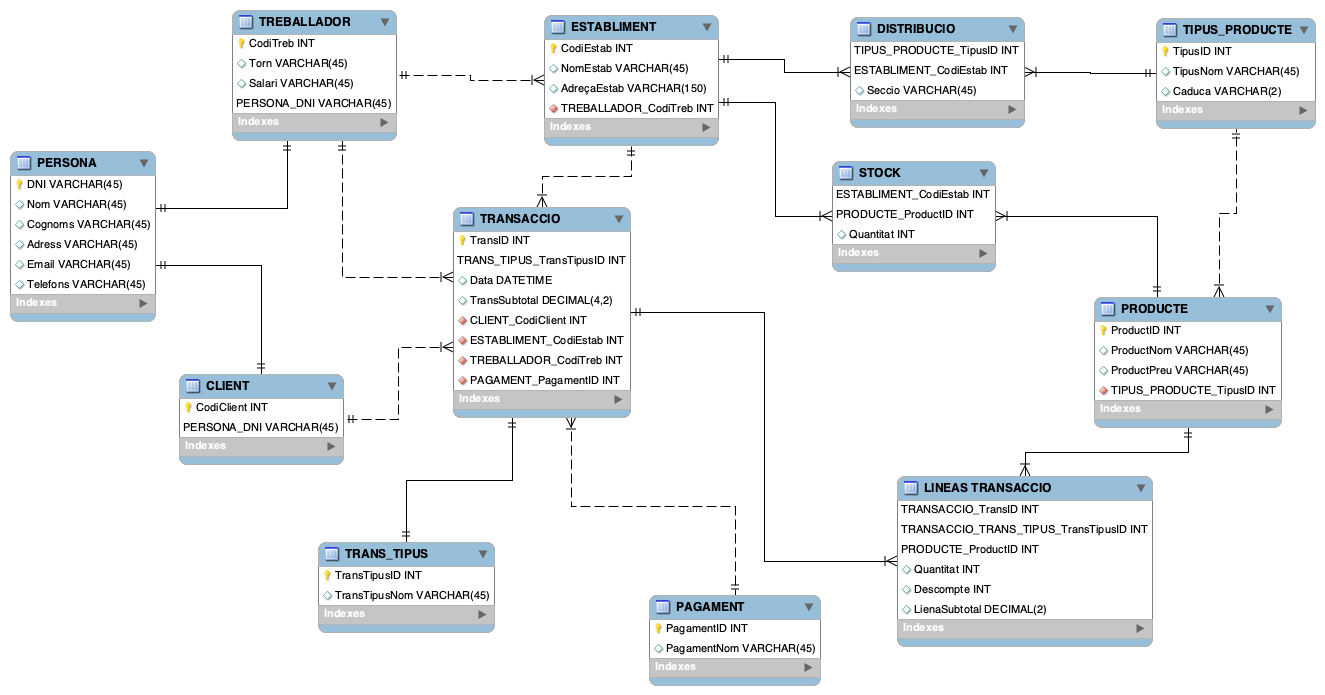 TREBALLADOR
CodiTreb INT
Torn VARCHAR(45)
Salari VARCHAR(45)
PERSONA_DNI VARCHAR(45)
Indexes
ESTABLIMENT
CodiEstab INT
NomEstab VARCHAR(45)
AdreçaEstab VARCHAR(150)
TREBALLADOR_CodiTreb INT
Indexes
DISTRIBUCIO
TIPUS_PRODUCTE_TipusID INT
ESTABLIMENT_CodiEstab INT
Seccio VARCHAR(45)
Indexes
TIPUS_PRODUCTE
TipusID INT
TipusNom VARCHAR(45)
Caduca VARCHAR(2)
Indexes
PERSONA
DNI VARCHAR(45)
Nom VARCHAR(45)
Cognoms VARCHAR(45)
Adress VARCHAR(45)
Email VARCHAR(45)
Telefons VARCHAR(45)
Indexes
STOCK
ESTABLIMENT_CodiEstab INT
PRODUCTE_ProductID INT
Quantitat INT
Indexes
TRANSACCIO
TransID INT
TRANS_TIPUS_TransTipusID INT
Data DATETIME
TransSubtotal DECIMAL(4,2)
CLIENT_CodiClient INT
ESTABLIMENT_CodiEstab INT
TREBALLADOR_CodiTreb INT
PAGAMENT_PagamentID INT
Indexes
PRODUCTE
ProductID INT
ProductNom VARCHAR(45)
ProductPreu VARCHAR(45)
TIPUS_PRODUCTE_TipusID INT
Indexes
CLIENT
CodiClient INT
PERSONA_DNI VARCHAR(45)
Indexes
LINEAS TRANSACCIO
TRANSACCIO_TransID INT
TRANSACCIO_TRANS_TIPUS_TransTipusID INT
PRODUCTE_ProductID INT
Quantitat INT
Descompte INT
LienaSubtotal DECIMAL(2)
Indexes
TRANS_TIPUS
TransTipusID INT
TransTipusNom VARCHAR(45)
Indexes
PAGAMENT
PagamentID INT
PagamentNom VARCHAR(45)
Indexes